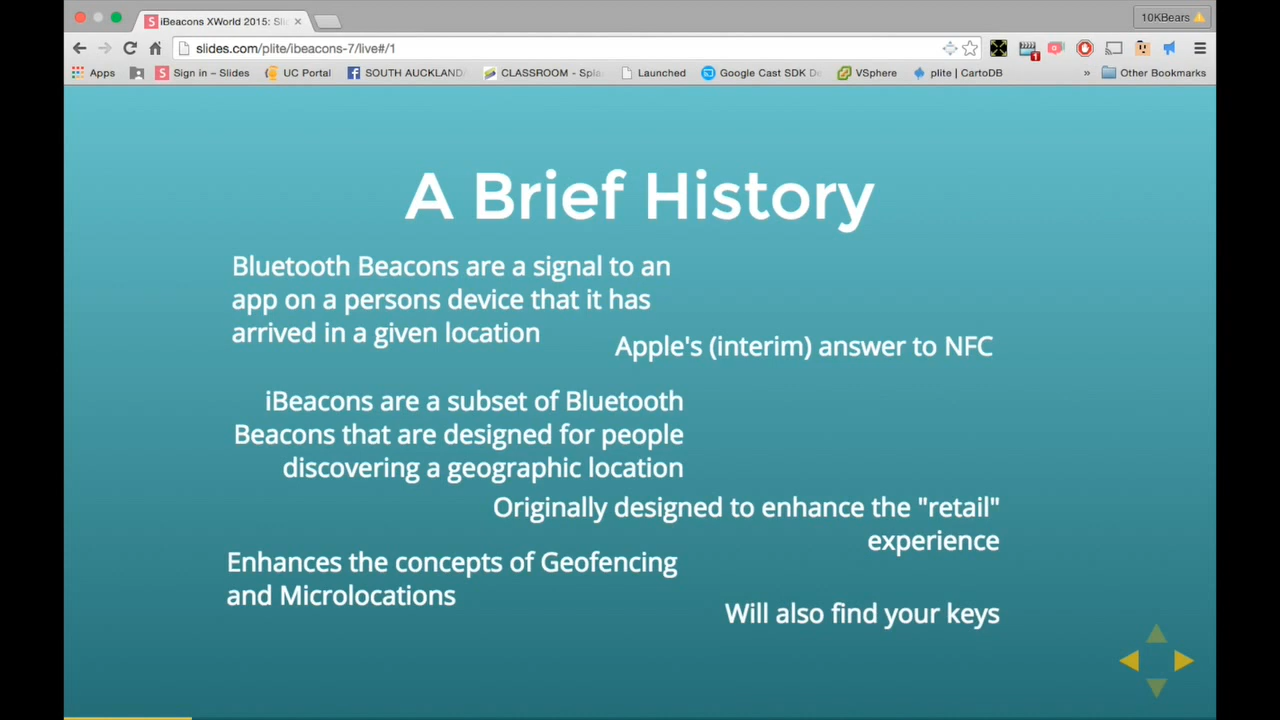 iBeacons XWorld 2015: Sli
10KBears
slides.com/plite/ibeacons-7/live#/1
1
Apps
Sign in – Slides
UC Portal
SOUTH AUCKLAND
CLASSROOM - Spla
Launched
Google Cast SDK De
VSphere
plite | CartoDB
»
Other Bookmarks
A Brief History
Bluetooth Beacons are a signal to an
app on a persons device that it has
arrived in a given location
Apple's (interim) answer to NFC
iBeacons are a subset of Bluetooth
Beacons that are designed for people
discovering a geographic location
Originally designed to enhance the "retail"
experience
Enhances the concepts of Geofencing
and Microlocations
Will also find your keys